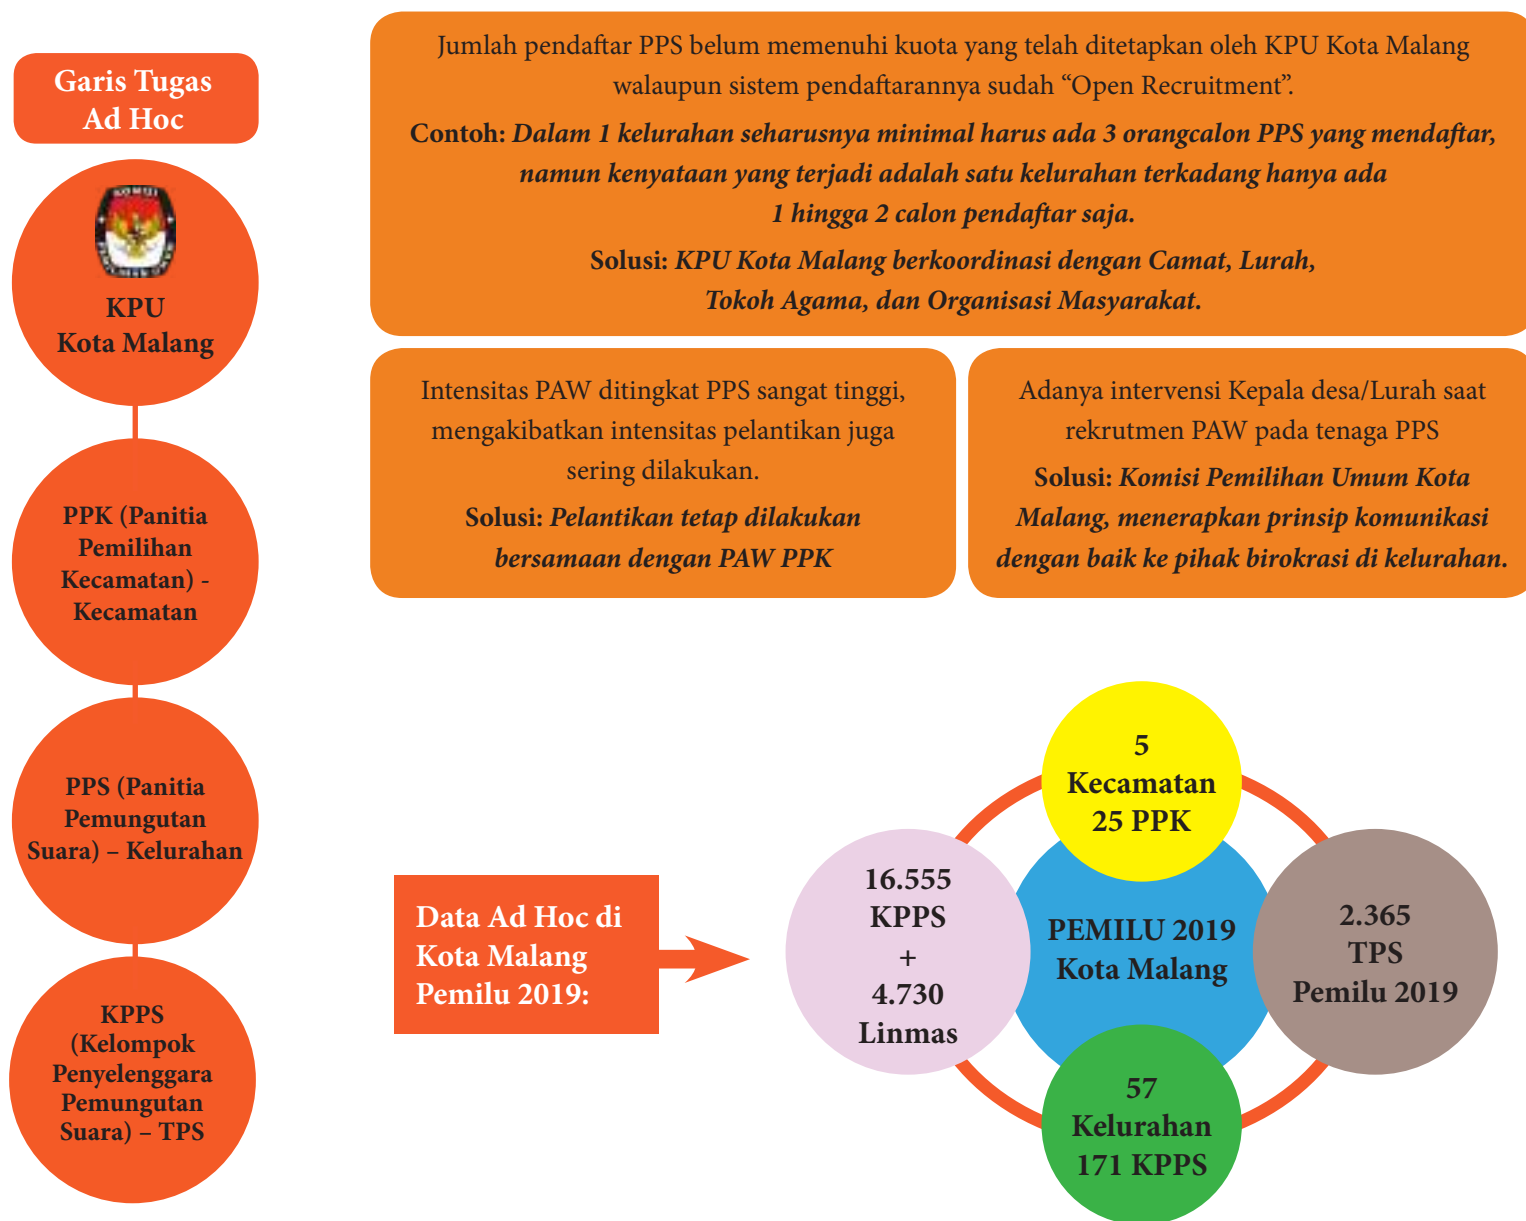 Garis Tugas
Ad Hoc
KPU
Kota Malang
PPK (Panitia
Pemilihan
Kecamatan) -
Kecamatan
PPS (Panitia
Pemungutan
Suara) – Kelurahan
KPPS
(Kelompok
Penyelenggara
Pemungutan
Suara) – TPS
Jumlah pendaftar PPS belum memenuhi kuota yang telah ditetapkan oleh KPU Kota Malang
walaupun sistem pendaftarannya sudah “Open Recruitment”.
Contoh: Dalam 1 kelurahan seharusnya minimal harus ada 3 orangcalon PPS yang mendaftar,
namun kenyataan yang terjadi adalah satu kelurahan terkadang hanya ada
1 hingga 2 calon pendaftar saja.
Solusi: KPU Kota Malang berkoordinasi dengan Camat, Lurah,
Tokoh Agama, dan Organisasi Masyarakat.
Intensitas PAW ditingkat PPS sangat tinggi,
mengakibatkan intensitas pelantikan juga
sering dilakukan.
Solusi: Pelantikan tetap dilakukan
bersamaan dengan PAW PPK
Adanya intervensi Kepala desa/Lurah saat
rekrutmen PAW pada tenaga PPS
Solusi: Komisi Pemilihan Umum Kota
Malang, menerapkan prinsip komunikasi
dengan baik ke pihak birokrasi di kelurahan.
Data Ad Hoc di
Kota Malang
Pemilu 2019:
5
Kecamatan
25 PPK
16.555
KPPS
+
4.730
Linmas
PEMILU 2019
Kota Malang
2.365
TPS
Pemilu 2019
57
Kelurahan
171 KPPS